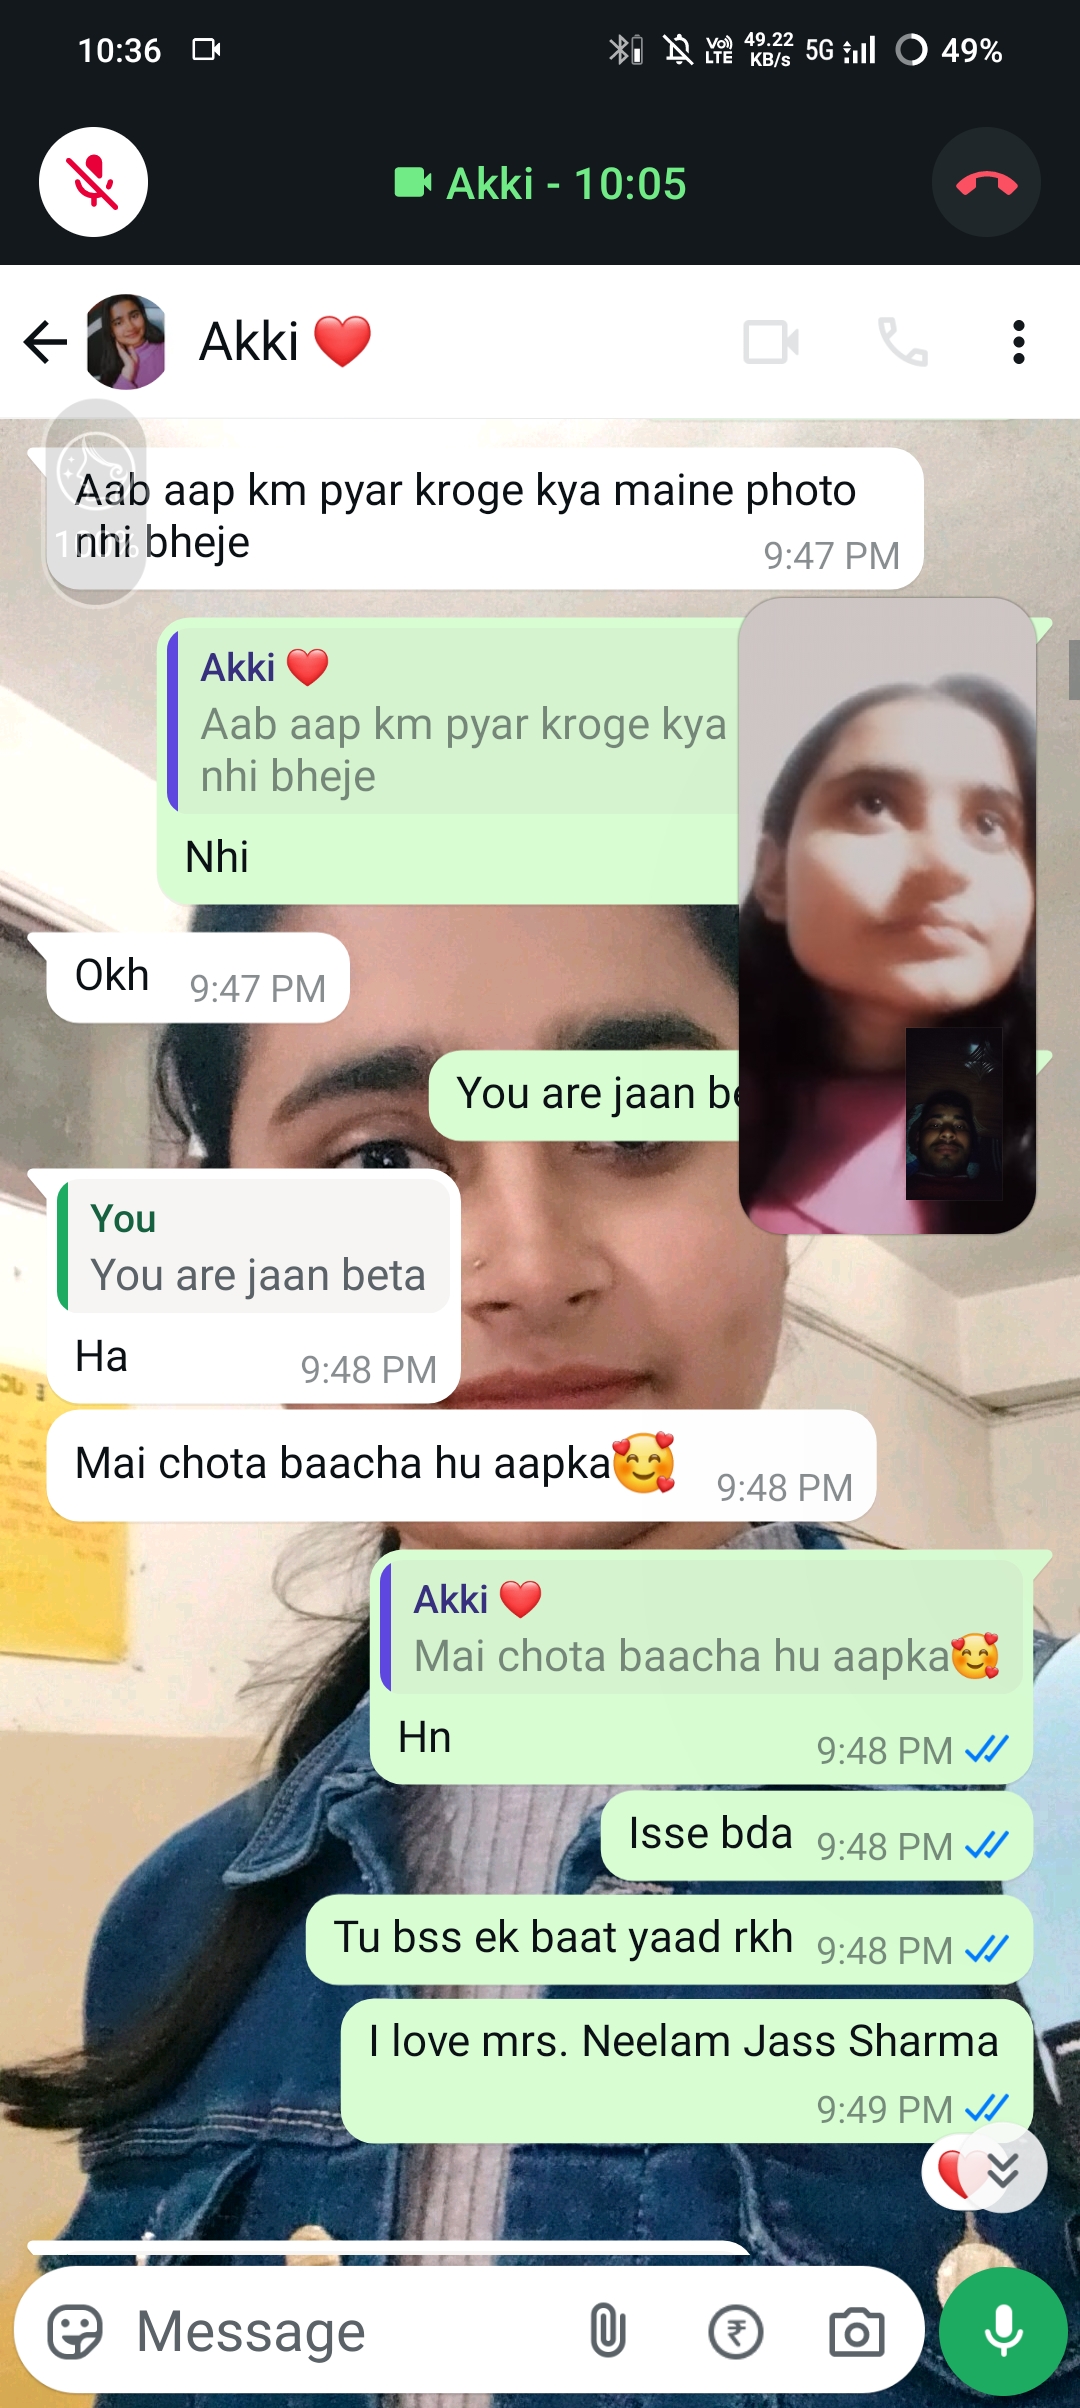 10:36
Vo)) LTE 49.22 KB/s 5G 49%
Akki - 10:05
Akki ❤️
Aab aap km pyar kroge kya maine photo
nhi bheje
9:47 PM
100%
Akki ❤️
Aab aap km pyar kroge kya
nhi bheje
Nhi
Okh 9:47 PM
You are jaan
You
You are jaan beta
Ha 9:48 PM
Mai chota baacha hu aapka🥰 9:48 PM
Akki ❤️
Mai chota baacha hu aapka🥰
Hn 9:48 PM
Isse bda 9:48 PM
Tu bss ek baat yaad rkh 9:48 PM
I love mrs. Neelam Jass Sharma
9:49 PM
Message